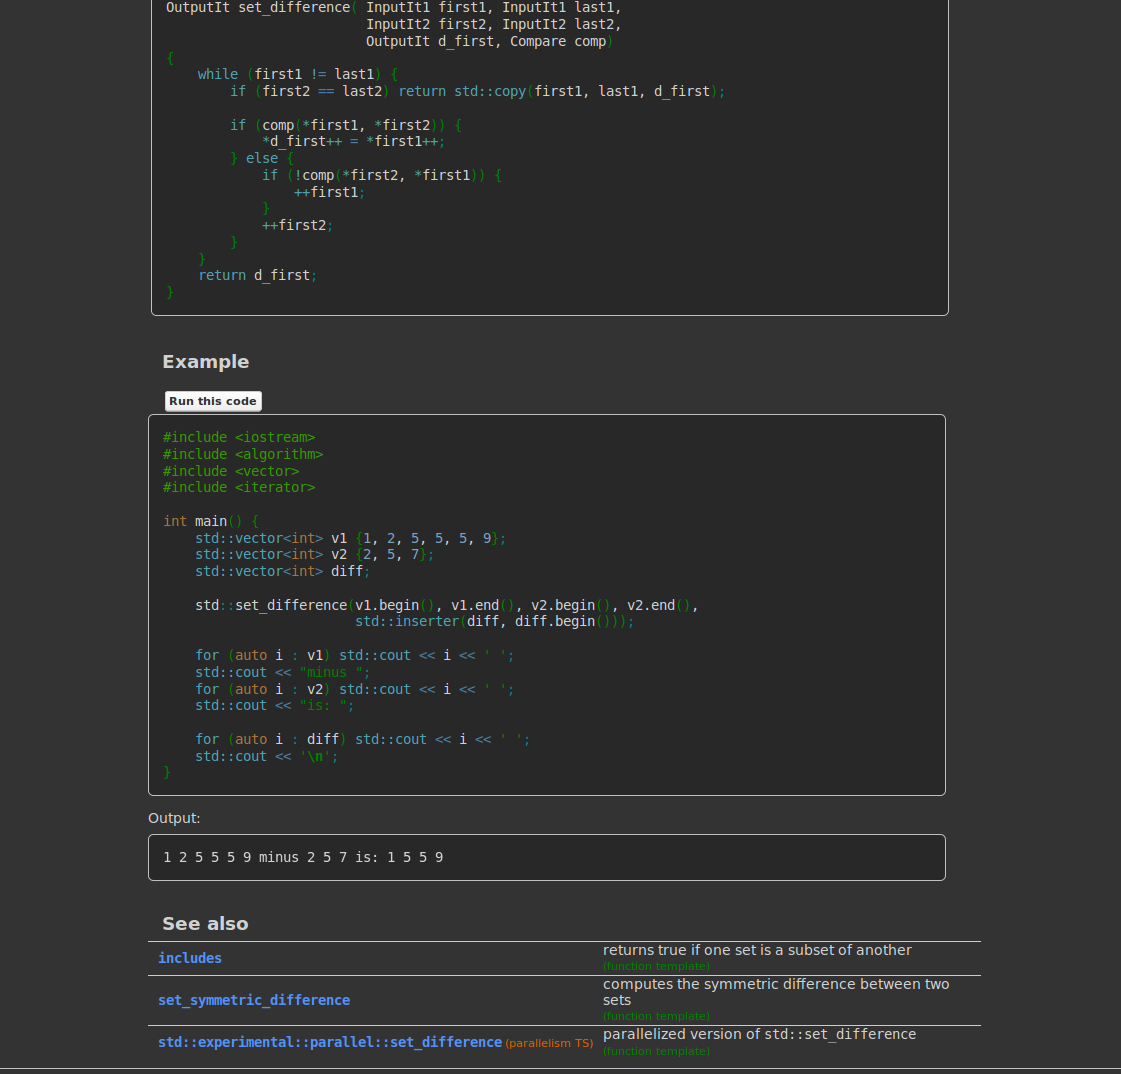 OutputIt set_difference( InputIt1 first1, InputIt1 last1,
                         InputIt2 first2, InputIt2 last2,
                         OutputIt d_first, Compare comp)
{
    while (first1 != last1) {
        if (first2 == last2) return std::copy(first1, last1, d_first);

        if (comp(*first1, *first2)) {
            *d_first++ = *first1++;
        } else {
            if (!comp(*first2, *first1)) {
                ++first1;
            }
            ++first2;
        }
    }
    return d_first;
}
Example
Run this code
#include <iostream>
#include <algorithm>
#include <vector>
#include <iterator>

int main() {
    std::vector<int> v1 {1, 2, 5, 5, 5, 9};
    std::vector<int> v2 {2, 5, 7};
    std::vector<int> diff;

    std::set_difference(v1.begin(), v1.end(), v2.begin(), v2.end(),
                        std::inserter(diff, diff.begin()));

    for (auto i : v1) std::cout << i << ' ';
    std::cout << "minus ";
    for (auto i : v2) std::cout << i << ' ';
    std::cout << "is: ";

    for (auto i : diff) std::cout << i << ' ';
    std::cout << '\n';
}
Output:
1 2 5 5 5 9 minus 2 5 7 is: 1 5 5 9
See also
includes
returns true if one set is a subset of another
(function template)
set_symmetric_difference
computes the symmetric difference between two
sets
(function template)
std::experimental::parallel::set_difference (parallelism TS)
parallelized version of std::set_difference
(function template)